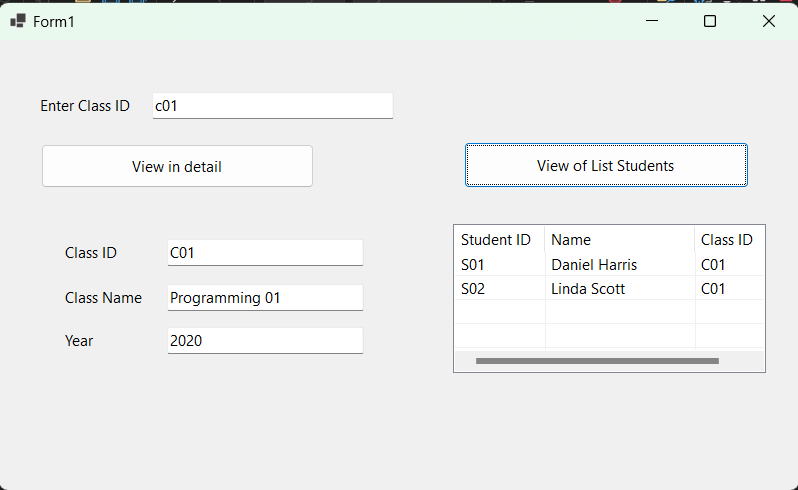 Form1
Enter Class ID c01
View in detail
View of List Students
Class ID C01
Class Name Programming 01
Year 2020
Student ID Name Class ID
S01 Daniel Harris C01
S02 Linda Scott C01